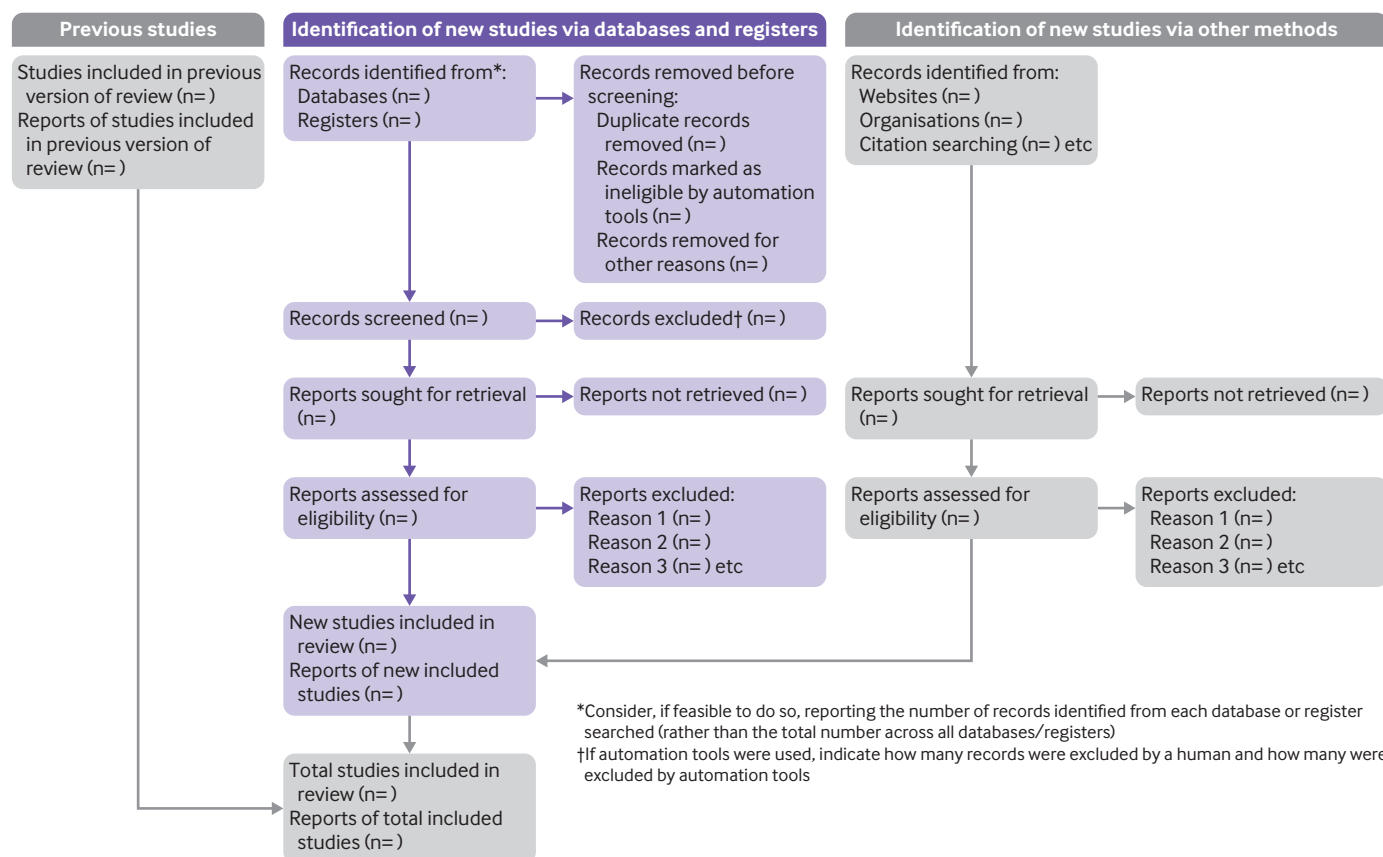 Previous studies
Identification of new studies via databases and registers
Identification of new studies via other methods
Studies included in previous
version of review (n= )
Reports of studies included
in previous version of
review (n= )
Records identified from*:
Databases (n= )
Registers (n= )
Records removed before
screening:
Duplicate records
removed (n= )
Records marked as
ineligible by automation
tools (n= )
Records removed for
other reasons (n= )
Records identified from:
Websites (n= )
Organisations (n= )
Citation searching (n= ) etc
Records screened (n= )
Records excluded† (n= )
Reports sought for retrieval
(n= )
Reports not retrieved (n= )
Reports sought for retrieval
(n= )
Reports not retrieved (n= )
Reports assessed for
eligibility (n= )
Reports excluded:
Reason 1 (n= )
Reason 2 (n= )
Reason 3 (n= ) etc
Reports assessed for
eligibility (n= )
Reports excluded:
Reason 1 (n= )
Reason 2 (n= )
Reason 3 (n= ) etc
New studies included in
review (n= )
Reports of new included
studies (n= )
*Consider, if feasible to do so, reporting the number of records identified from each database or register
searched (rather than the total number across all databases/registers)
†If automation tools were used, indicate how many records were excluded by a human and how many were
excluded by automation tools
Total studies included in
review (n= )
Reports of total included
studies (n= )